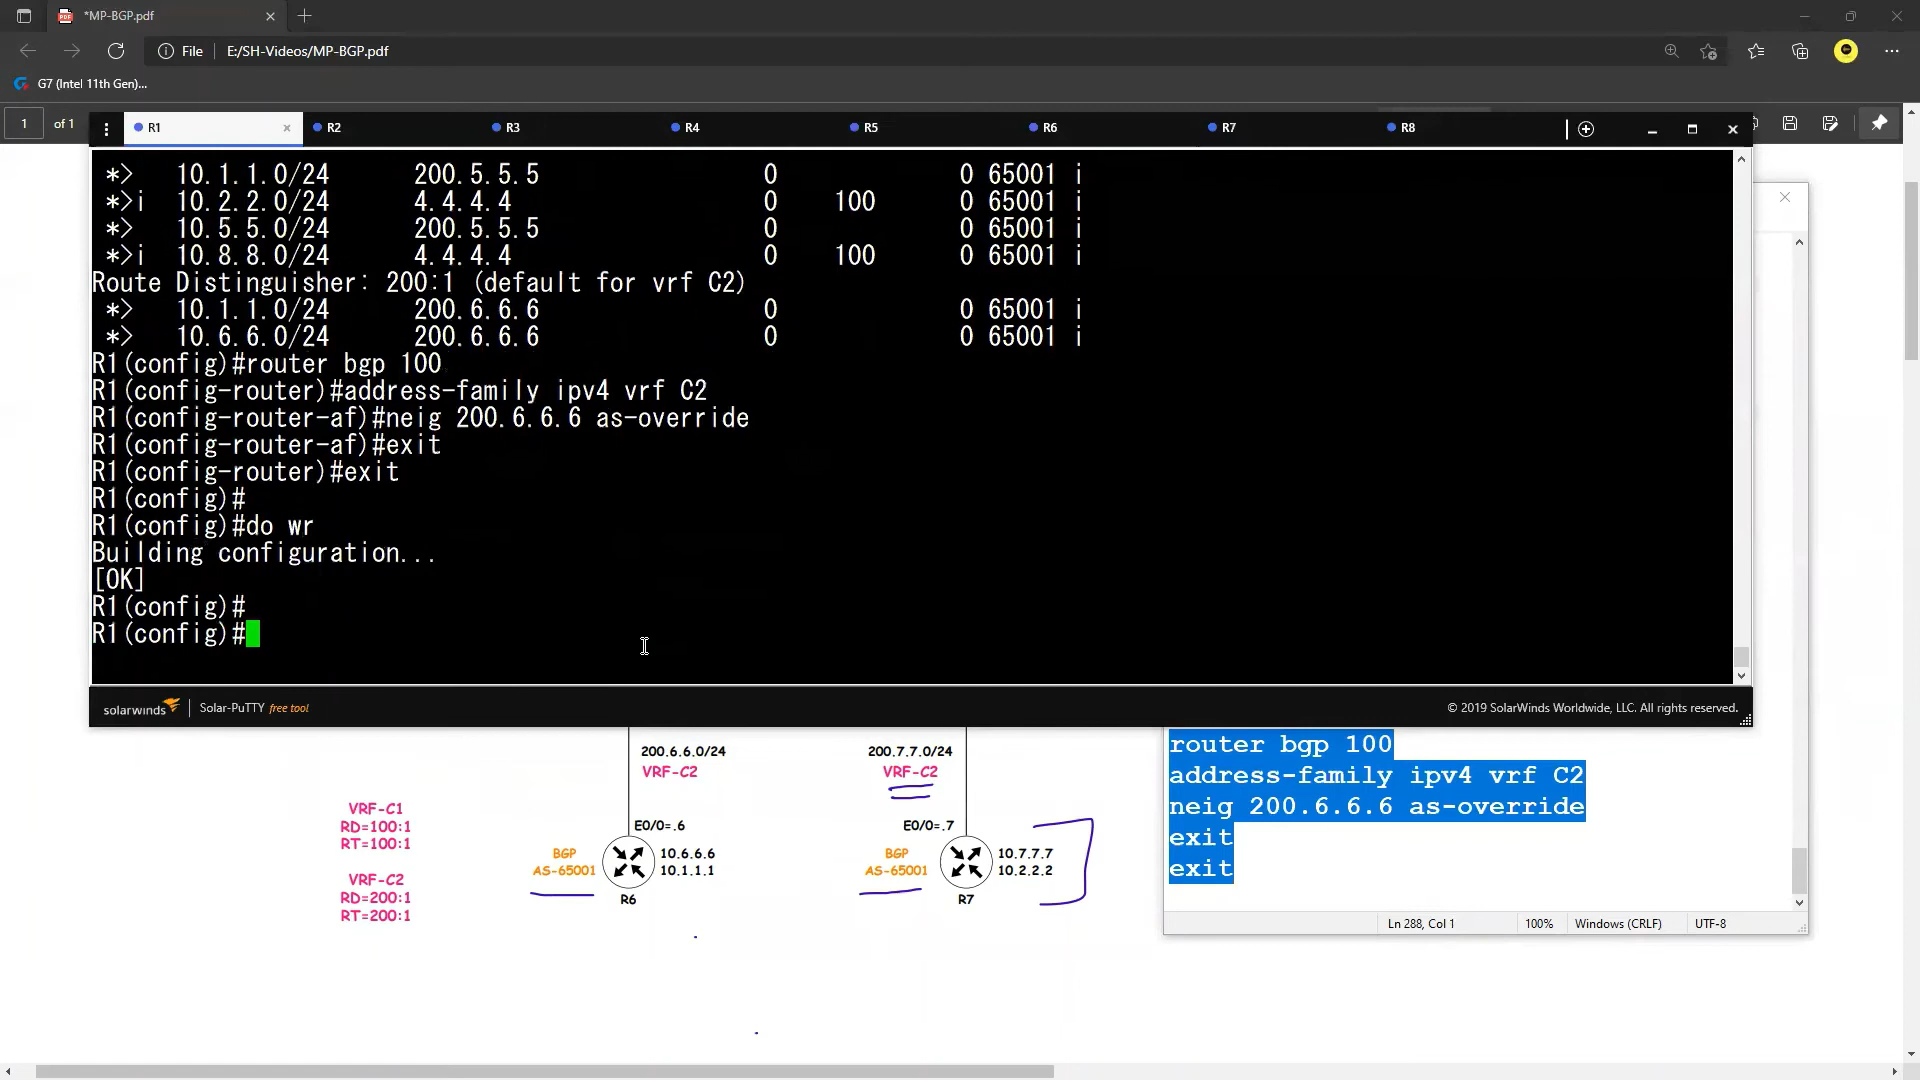 *MP-BGP.pdf
File
E:/SH-Videos/MP-BGP.pdf
G7 (Intel 11th Gen)...
1 of 1
R1
R2
R3
R4
R5
R6
R7
R8
*> 10.1.1.0/24 200.5.5.5 0 0 65001 i
*>i 10.2.2.0/24 4.4.4.4 0 100 0 65001 i
*> 10.5.5.0/24 200.5.5.5 0 0 65001 i
*>i 10.8.8.0/24 4.4.4.4 0 100 0 65001 i
Route Distinguisher: 200:1 (default for vrf C2)
*> 10.1.1.0/24 200.6.6.6 0 0 65001 i
*> 10.6.6.0/24 200.6.6.6 0 0 65001 i
R1(config)#router bgp 100
R1(config-router)#address-family ipv4 vrf C2
R1(config-router-af)#neig 200.6.6.6 as-override
R1(config-router-af)#exit
R1(config-router)#exit
R1(config)#
R1(config)#do wr
Building configuration...
[OK]
R1(config)#
R1(config)#
solarwinds
Solar-PuTTY free tool
© 2019 SolarWinds Worldwide, LLC. All rights reserved.
200.6.6.0/24
VRF-C2
200.7.7.0/24
VRF-C2
VRF-C1
RD=100:1
RT=100:1
VRF-C2
RD=200:1
RT=200:1
E0/0=.6
BGP
AS-65001
10.6.6.6
10.1.1.1
R6
E0/0=.7
BGP
AS-65001
10.7.7.7
10.2.2.2
R7
router bgp 100
address-family ipv4 vrf C2
neig 200.6.6.6 as-override
exit
exit
Ln 288, Col 1
100%
Windows (CRLF)
UTF-8